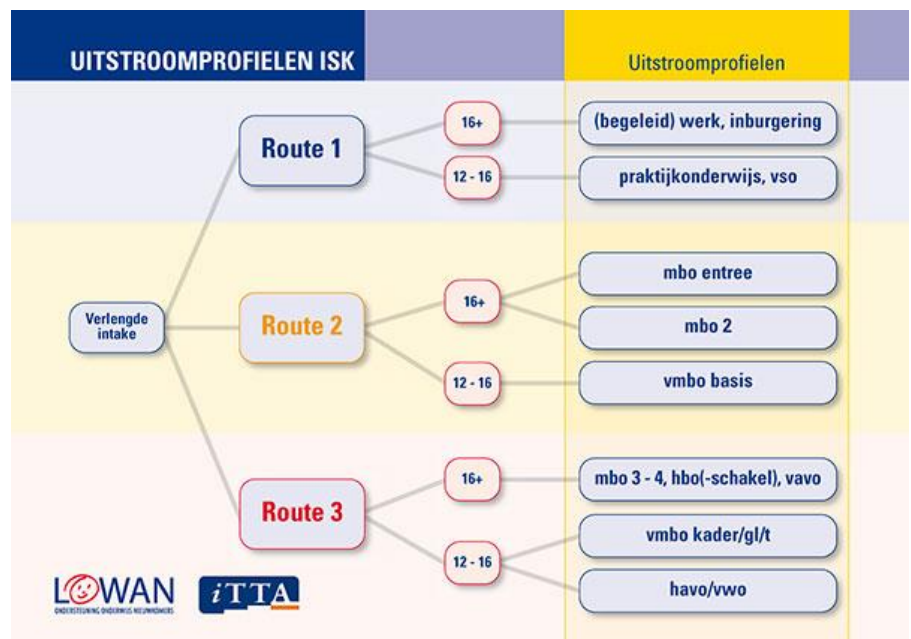 UITSTROOMPROFIELEN ISK
Uitstroomprofielen
Verlengde
intake
Route 1
16+
(begeleid) werk, inburgering
12 - 16
praktijkonderwijs, vso
Route 2
16+
mbo entree
mbo 2
12 - 16
vmbo basis
Route 3
16+
mbo 3 - 4, hbo(-schakel), vavo
12 - 16
vmbo kader/gl/t
havo/vwo
LOWAN
ONDERSTEUNING ONDERWIJS NIEUWKOMERS
iTTA